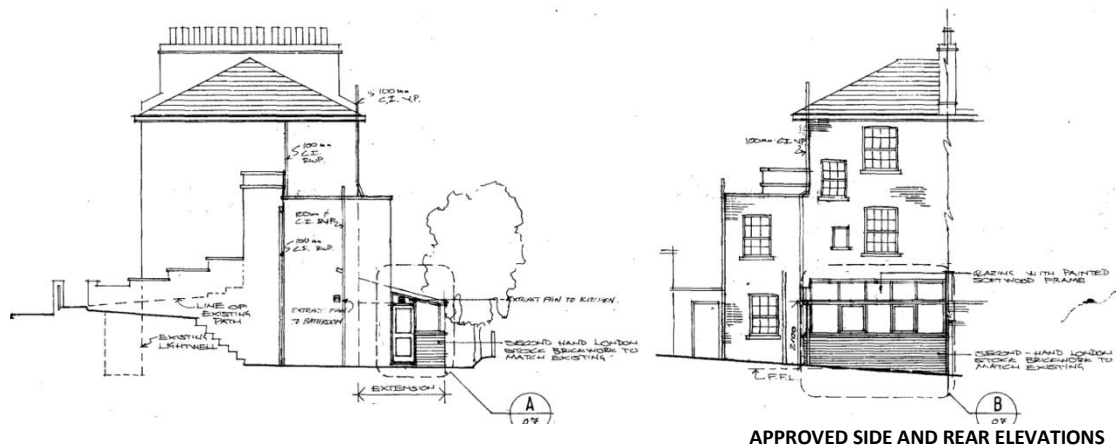 100mm
C.I. V.P.
100mm
C.I.
RWP.
100mm
C.I. RWP.
LINE OF
EXISTING
PATH
EXISTING
LIGHTWELL
EXTRACT FAN
TO BATHROOM
EXTRACT FAN TO KITCHEN.
SECOND HAND LONDON
STOCK BRICKWORK TO
MATCH EXISTING
EXTENSION
A
07
100mm C.I. VP
GLAZING WITH PAINTED
SOFTWOOD FRAME
2100
SECOND-HAND LONDON
STOCK BRICKWORK TO
MATCH EXISTING
F.F.L.
B
07
APPROVED SIDE AND REAR ELEVATIONS